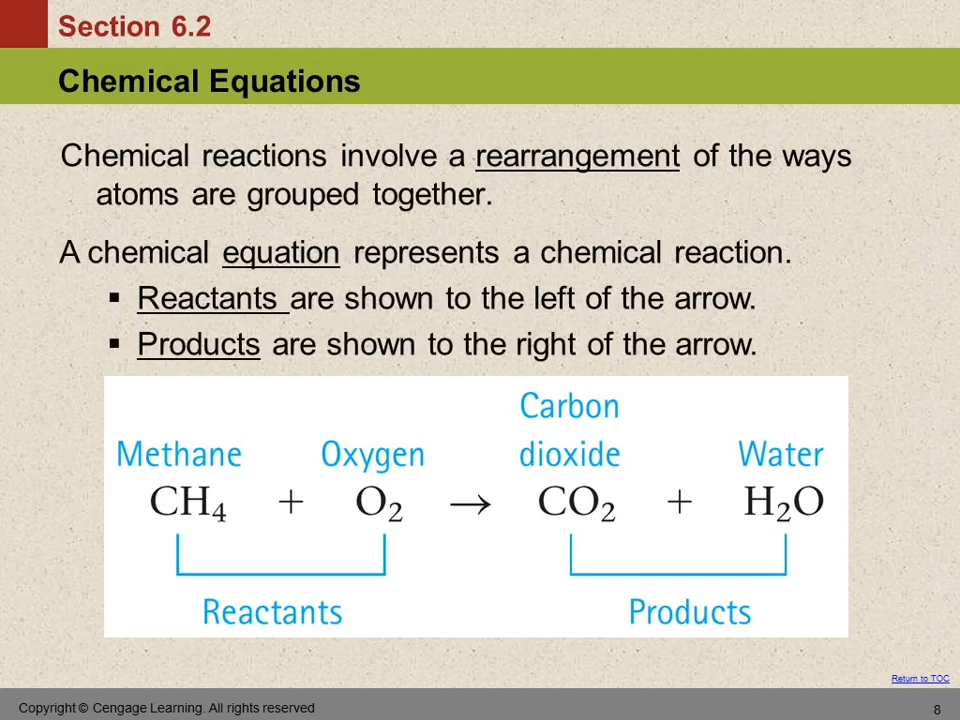 Section 6.2
Chemical Equations
Chemical reactions involve a rearrangement of the ways
atoms are grouped together.
A chemical equation represents a chemical reaction.
▪ Reactants are shown to the left of the arrow.
▪ Products are shown to the right of the arrow.
Carbon
Methane Oxygen dioxide Water
CH₄ + O₂ → CO₂ + H₂O
Reactants Products
Return to TOC
Copyright © Cengage Learning. All rights reserved 8